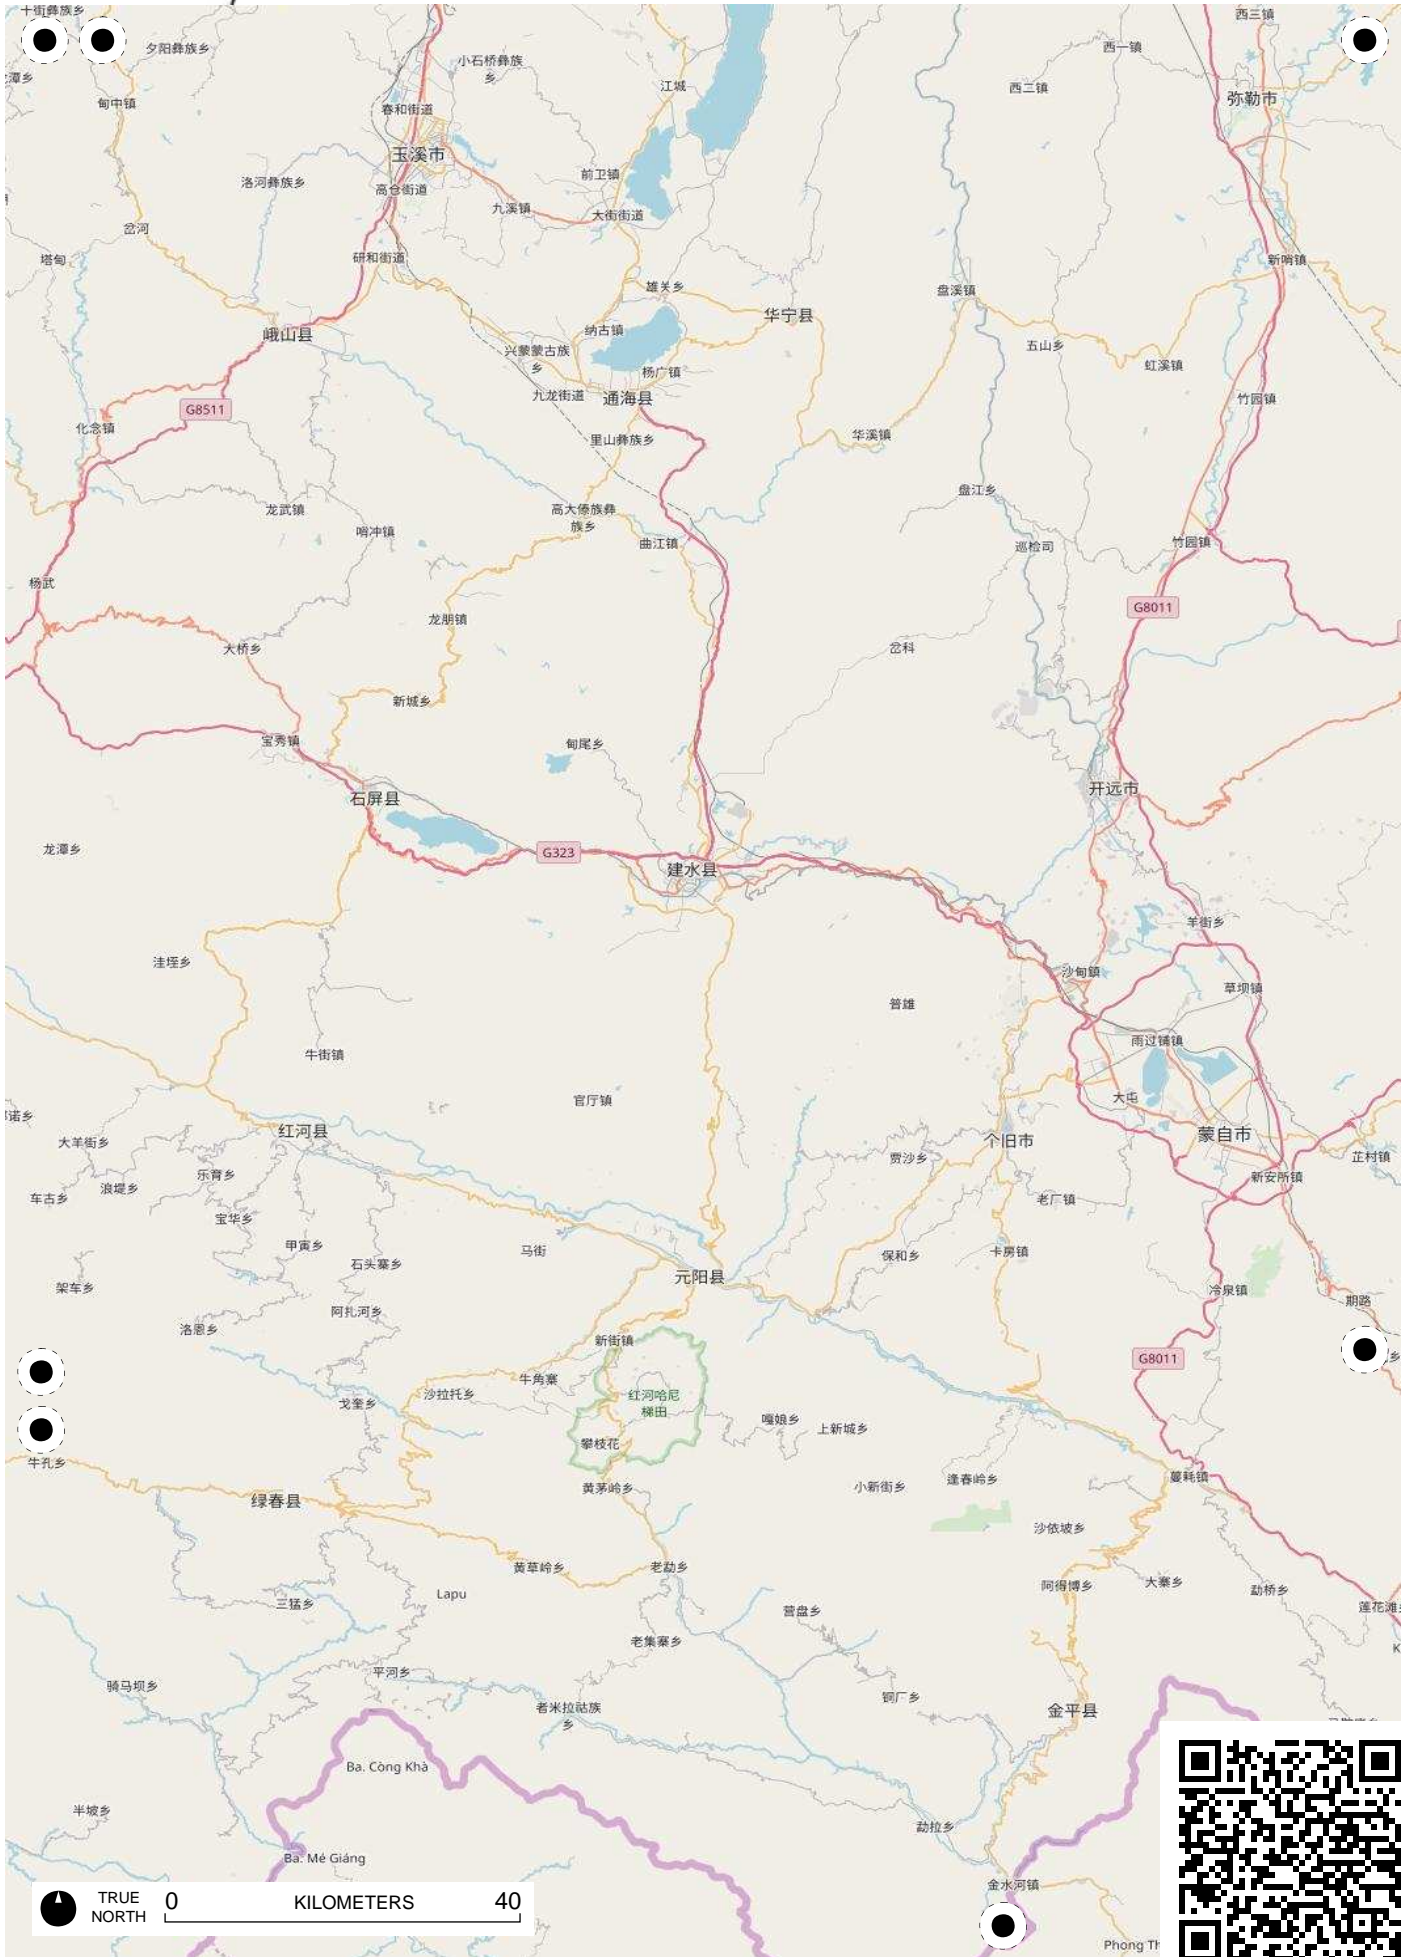 十街彝族乡
夕阳彝族乡
小石桥彝族
乡
江城
西三镇
西一镇
西二镇
弥勒市
甸中镇
春和街道
玉溪市
前卫镇
洛河彝族乡
高仓街道
九溪镇
大街街道
岔河
塔甸
研和街道
新哨镇
雄关乡
盘溪镇
华宁县
峨山县
纳古镇
兴蒙蒙古族
乡
五山乡
虹溪镇
杨广镇
九龙街道
通海县
竹园镇
G8511
化念镇
里山彝族乡
华溪镇
盘江乡
龙武镇
高大傣族彝
族乡
哨冲镇
曲江镇
巡检司
竹园镇
杨武
G8011
龙朋镇
大桥乡
岔科
新城乡
宝秀镇
甸尾乡
石屏县
开远市
龙潭乡
G323
建水县
羊街乡
洼垤乡
沙甸镇
草坝镇
普雄
牛街镇
雨过铺镇
官厅镇
大屯
红河县
个旧市
蒙自市
大羊街乡
贾沙乡
芷村镇
乐育乡
浪堤乡
车古乡
新安所镇
老厂镇
宝华乡
甲寅乡
石头寨乡
马街
保和乡
卡房镇
元阳县
架车乡
冷泉镇
期路
阿扎河乡
洛恩乡
新街镇
G8011
牛角寨
沙拉托乡
红河哈尼
梯田
戈奎乡
嘎娘乡
上新城乡
攀枝花
牛孔乡
黄茅岭乡
小新街乡
逢春岭乡
蔓耗镇
绿春县
沙依坡乡
黄草岭乡
老勐乡
阿得博乡
大寨乡
勐桥乡
Lapu
三猛乡
营盘乡
莲花滩
老集寨乡
平河乡
骑马坝乡
铜厂乡
者米拉祜族
乡
金平县
Ba. Còng Khà
半坡乡
勐拉乡
Ba. Mé Giáng
金水河镇
TRUE
NORTH
0 KILOMETERS 40
Phong Th